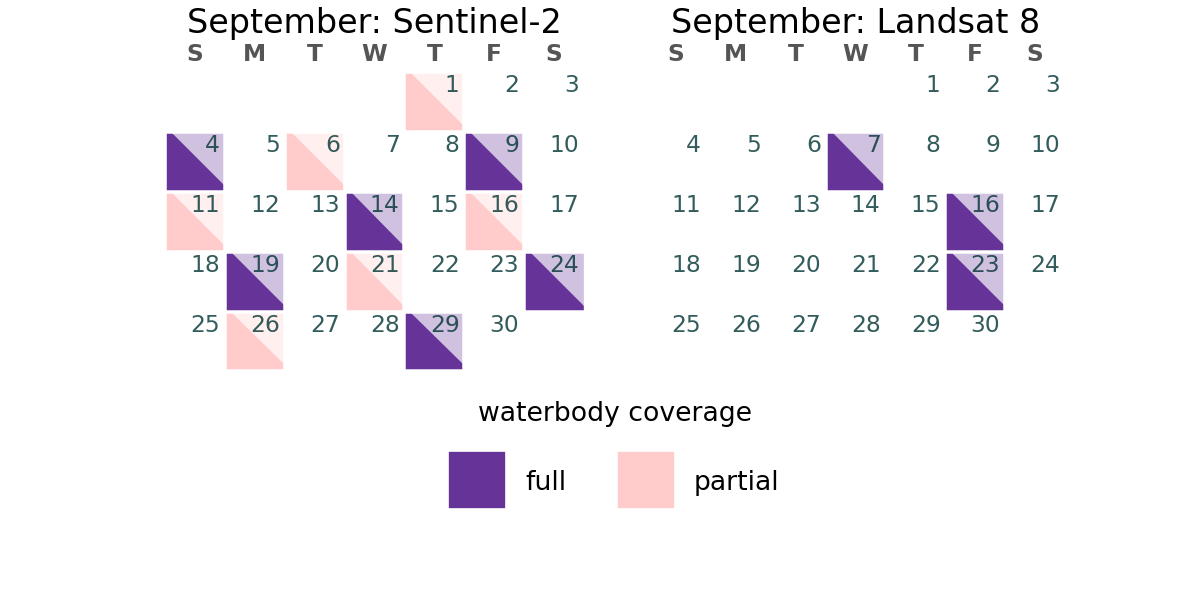 September: Sentinel-2
S M T W T F S
1 2 3
4 5 6 7 8 9 10
11 12 13 14 15 16 17
18 19 20 21 22 23 24
25 26 27 28 29 30
September: Landsat 8
S M T W T F S
1 2 3
4 5 6 7 8 9 10
11 12 13 14 15 16 17
18 19 20 21 22 23 24
25 26 27 28 29 30
waterbody coverage
full
partial